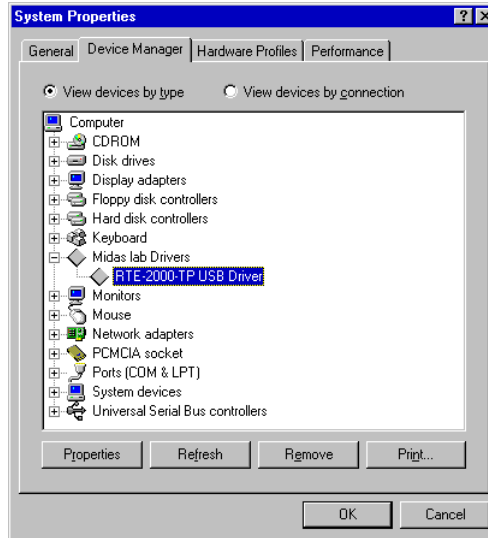 System Properties
General Device Manager Hardware Profiles Performance
View devices by type View devices by connection
Computer
CDROM
Disk drives
Display adapters
Floppy disk controllers
Hard disk controllers
Keyboard
Midas lab Drivers
RTE-2000-TP USB Driver
Monitors
Mouse
Network adapters
PCMCIA socket
Ports (COM & LPT)
System devices
Universal Serial Bus controllers
Properties Refresh Remove Print...
OK Cancel